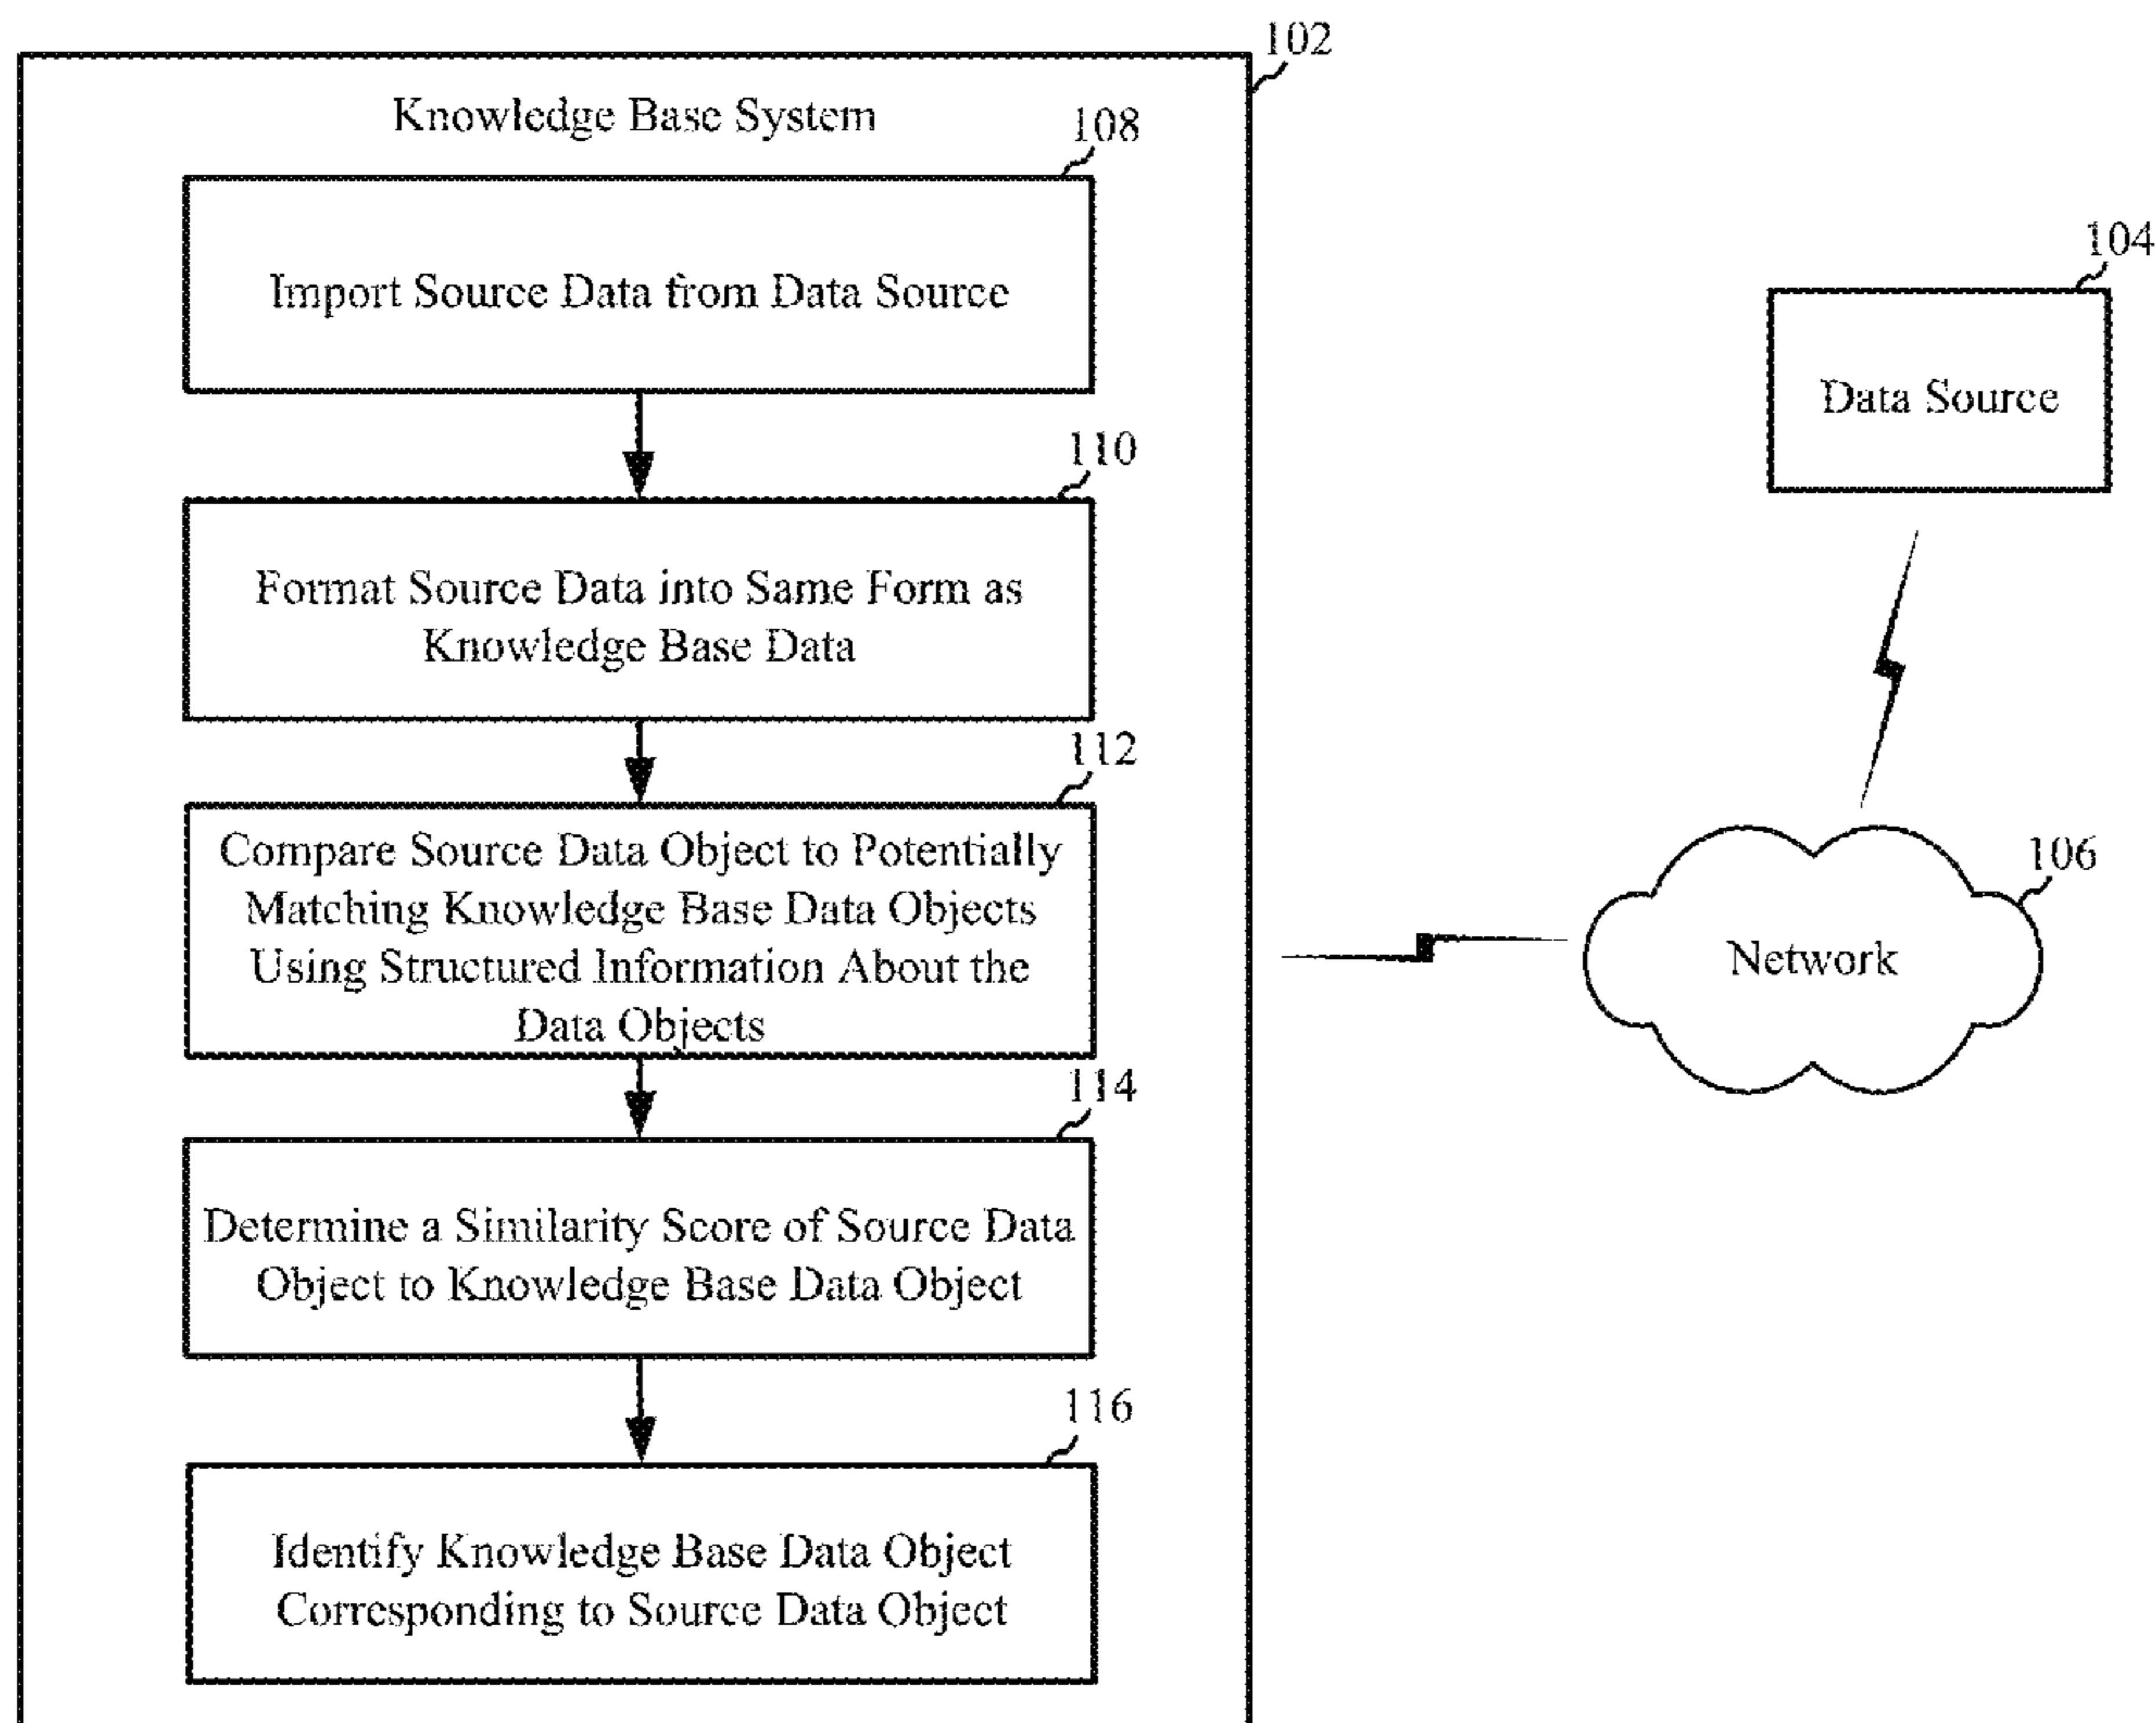 102
Knowledge Base System
108
Import Source Data from Data Source
110
Format Source Data into Same Form as
Knowledge Base Data
112
Compare Source Data Object to Potentially
Matching Knowledge Base Data Objects
Using Structured Information About the
Data Objects
114
Determine a Similarity Score of Source Data
Object to Knowledge Base Data Object
116
Identify Knowledge Base Data Object
Corresponding to Source Data Object
104
Data Source
106
Network